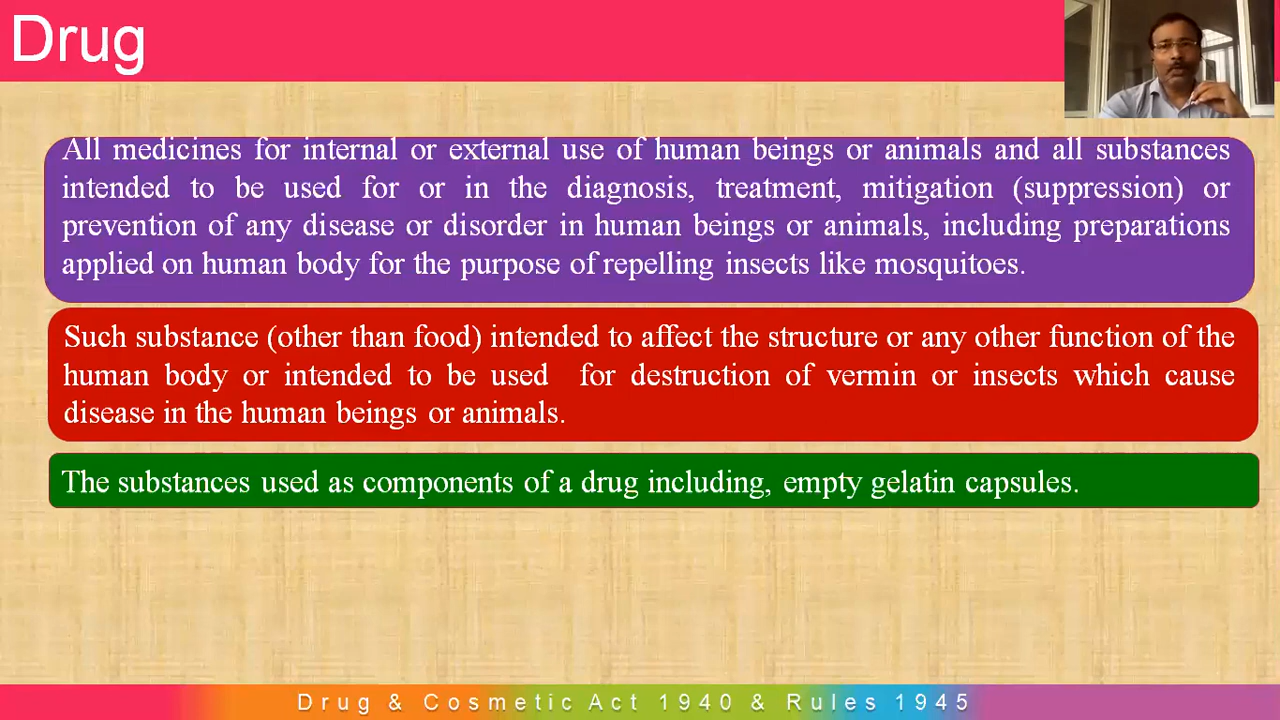 Drug
All medicines for internal or external use of human beings or animals and all substances
intended to be used for or in the diagnosis, treatment, mitigation (suppression) or
prevention of any disease or disorder in human beings or animals, including preparations
applied on human body for the purpose of repelling insects like mosquitoes.
Such substance (other than food) intended to affect the structure or any other function of the
human body or intended to be used for destruction of vermin or insects which cause
disease in the human beings or animals.
The substances used as components of a drug including, empty gelatin capsules.
Drug & Cosmetic Act 1940 & Rules 1945